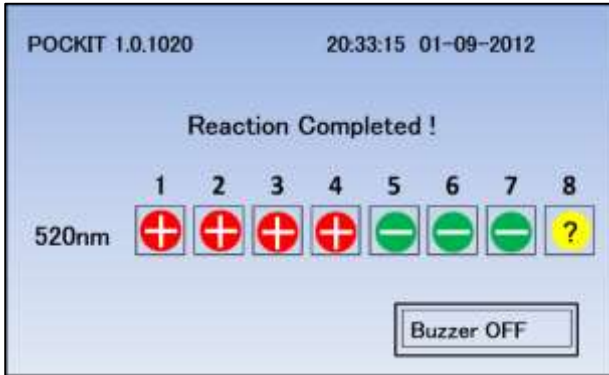 POCKIT 1.0.1020 20:33:15 01-09-2012
Reaction Completed !
1 2 3 4 5 6 7 8
520nm + + + + − − − ?
Buzzer OFF